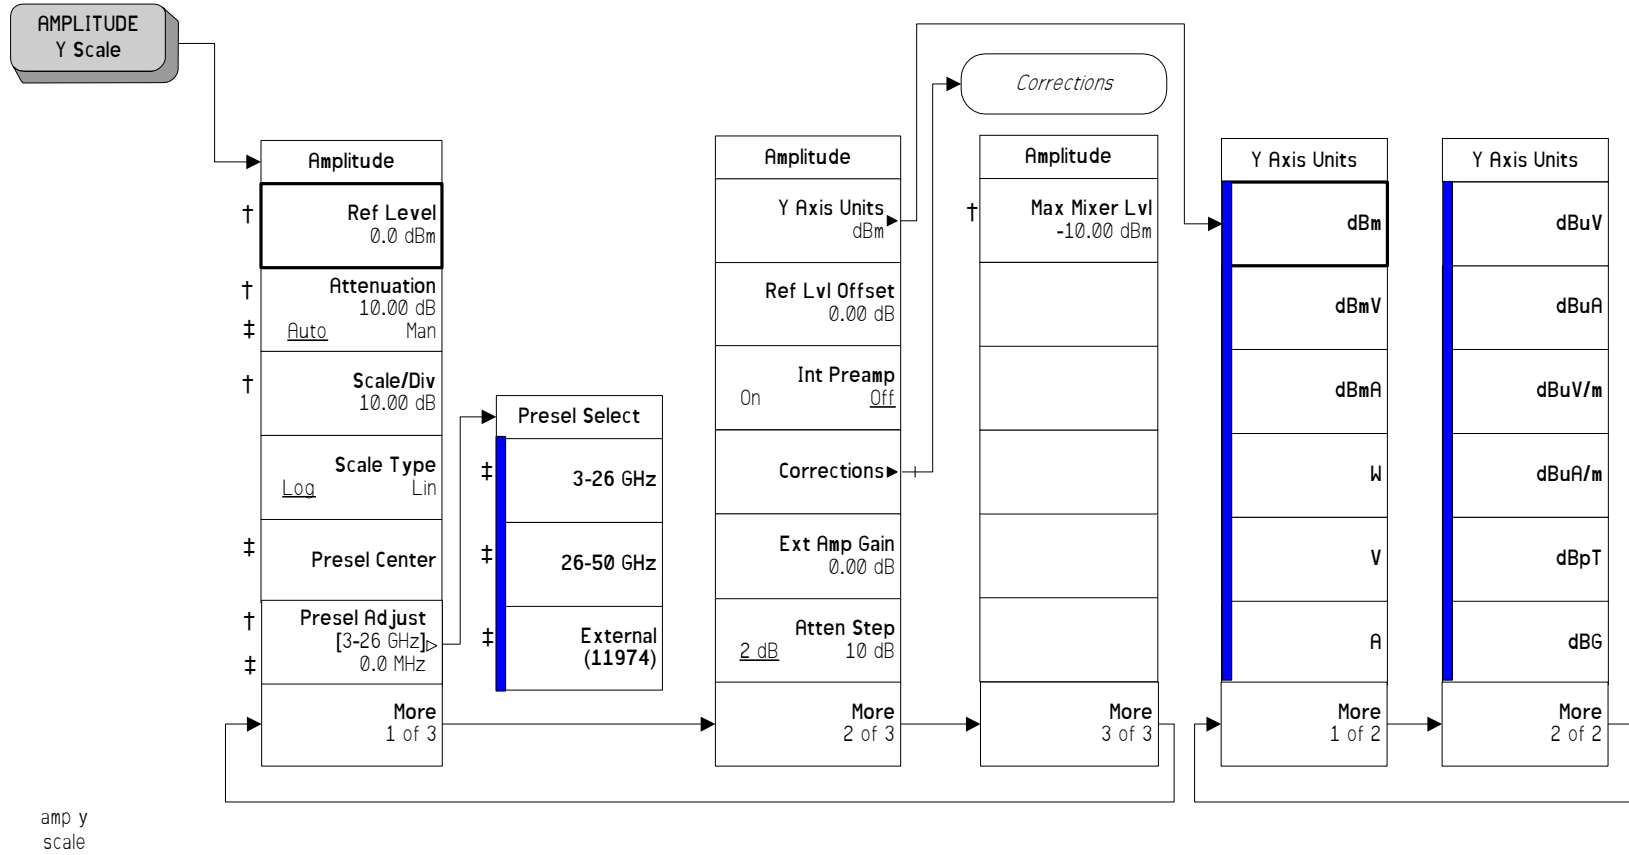 AMPLITUDE
Y Scale
Corrections
Amplitude
† Ref Level
0.0 dBm
† Attenuation
10.00 dB
‡ Auto Man
† Scale/Div
10.00 dB
Scale Type
Log Lin
‡ Presel Center
† Presel Adjust
[3-26 GHz]
‡ 0.0 MHz
More
1 of 3
Presel Select
‡ 3-26 GHz
‡ 26-50 GHz
‡ External
(11974)
Amplitude
Y Axis Units
dBm
Ref Lvl Offset
0.00 dB
Int Preamp
On Off
Corrections
Ext Amp Gain
0.00 dB
Atten Step
2 dB 10 dB
More
2 of 3
Amplitude
† Max Mixer Lvl
-10.00 dBm
More
3 of 3
Y Axis Units
dBm
dBmV
dBmA
W
V
A
More
1 of 2
Y Axis Units
dBuV
dBuA
dBuV/m
dBuA/m
dBpT
dBG
More
2 of 2
amp y
scale